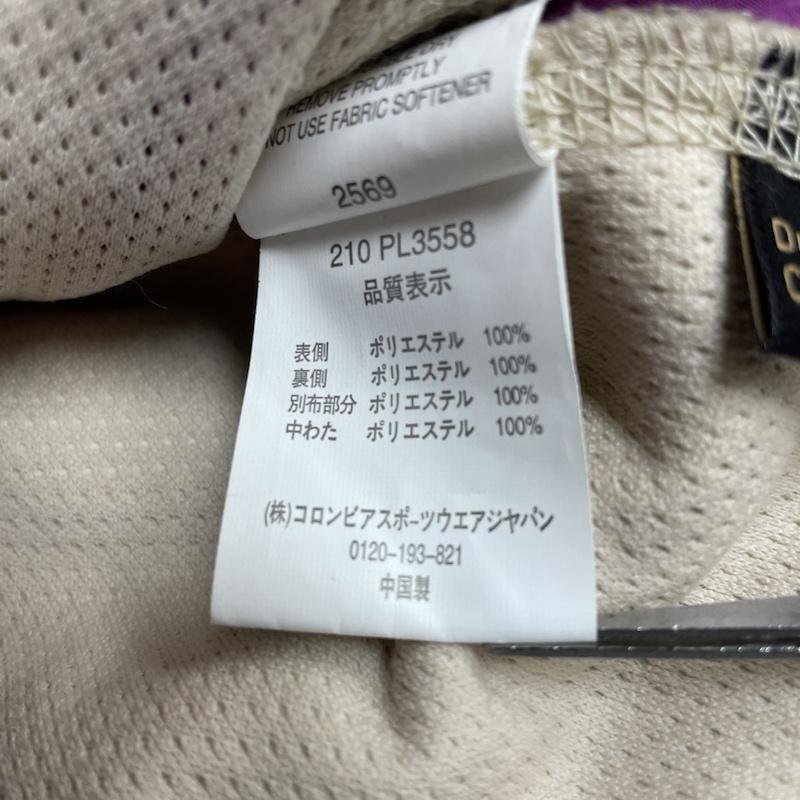 DRY
REMOVE PROMPTLY
NOT USE FABRIC SOFTENER
2569
210 PL3558
品質表示
表側 ポリエステル 100%
裏側 ポリエステル 100%
別布部分 ポリエステル 100%
中わた ポリエステル 100%
(株)コロンビアスポーツウエアジャパン
0120-193-821
中国製